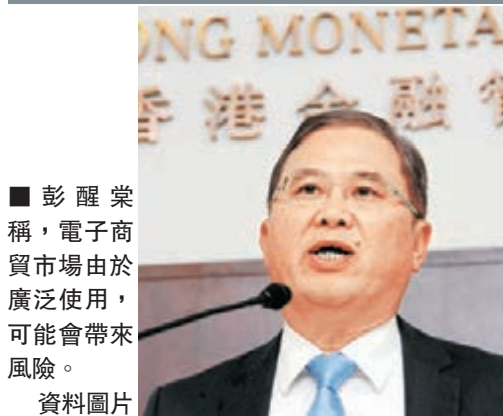 ONG MONETA
香港金融管
■彭醒棠
稱，電子商
貿市場由於
廣泛使用，
可能會帶來
風險。
資料圖片